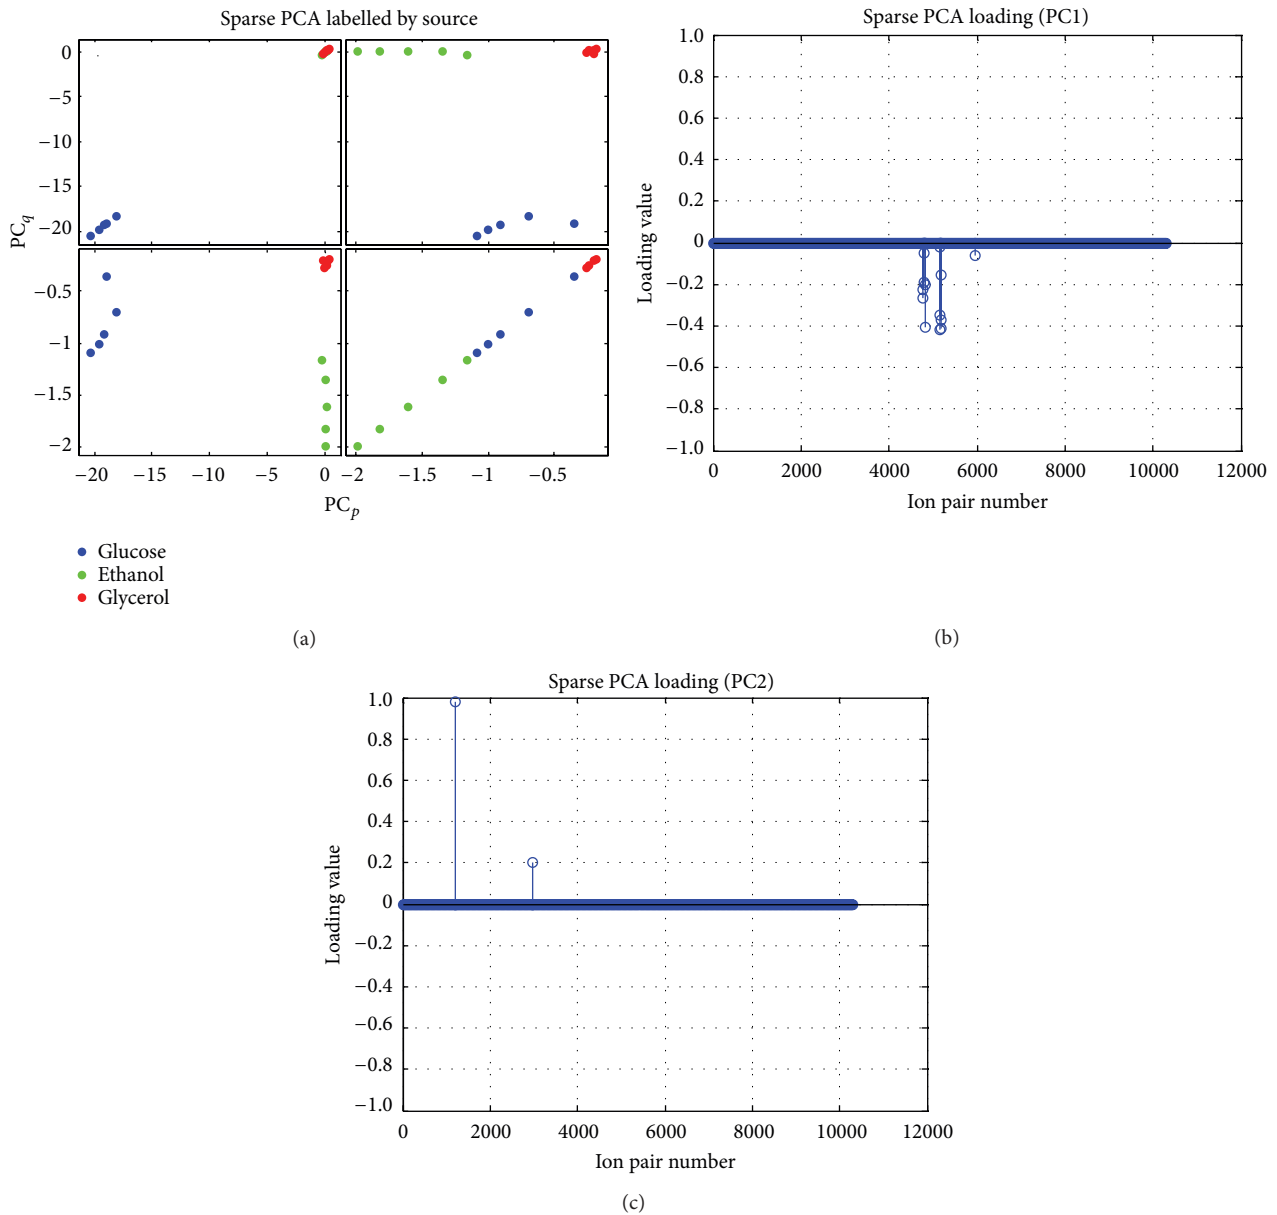 Sparse PCA labelled by source
0
−5
−10
−15
−20
−0.5
−1
−1.5
−2
PCq
−20 −15 −10 −5 0 −2 −1.5 −1 −0.5
PCp
Glucose
Ethanol
Glycerol
(a)
Sparse PCA loading (PC1)
1.0
0.8
0.6
0.4
0.2
0
−0.2
−0.4
−0.6
−0.8
−1.0
Loading value
0 2000 4000 6000 8000 10000 12000
Ion pair number
(b)
Sparse PCA loading (PC2)
1.0
0.8
0.6
0.4
0.2
0
−0.2
−0.4
−0.6
−0.8
−1.0
Loading value
0 2000 4000 6000 8000 10000 12000
Ion pair number
(c)